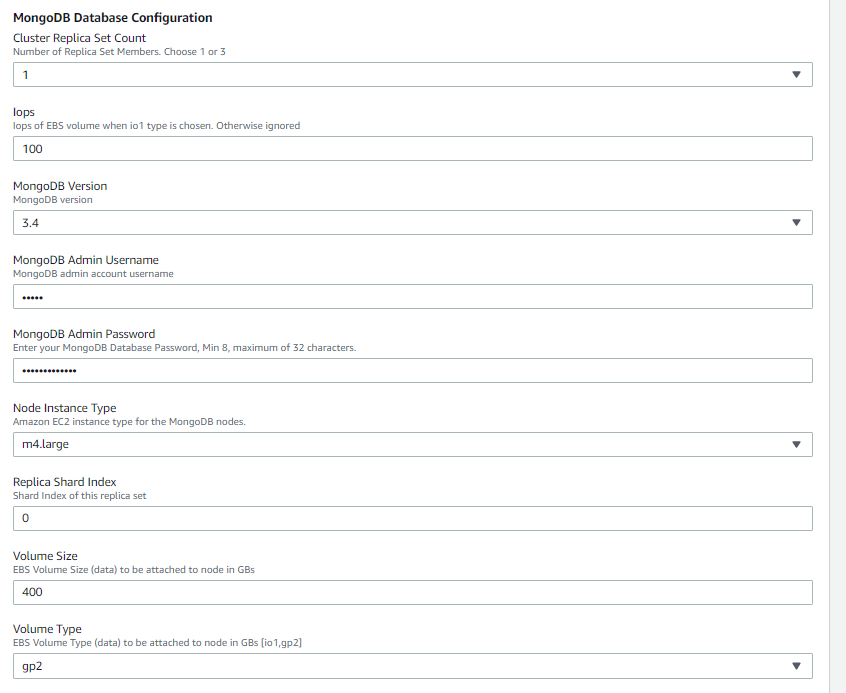 MongoDB Database Configuration
Cluster Replica Set Count
Number of Replica Set Members. Choose 1 or 3
1
Iops
Iops of EBS volume when io1 type is chosen. Otherwise ignored
100
MongoDB Version
MongoDB version
3.4
MongoDB Admin Username
MongoDB admin account username
•••••
MongoDB Admin Password
Enter your MongoDB Database Password, Min 8, maximum of 32 characters.
•••••••••••••
Node Instance Type
Amazon EC2 instance type for the MongoDB nodes.
m4.large
Replica Shard Index
Shard Index of this replica set
0
Volume Size
EBS Volume Size (data) to be attached to node in GBs
400
Volume Type
EBS Volume Type (data) to be attached to node in GBs [io1,gp2]
gp2